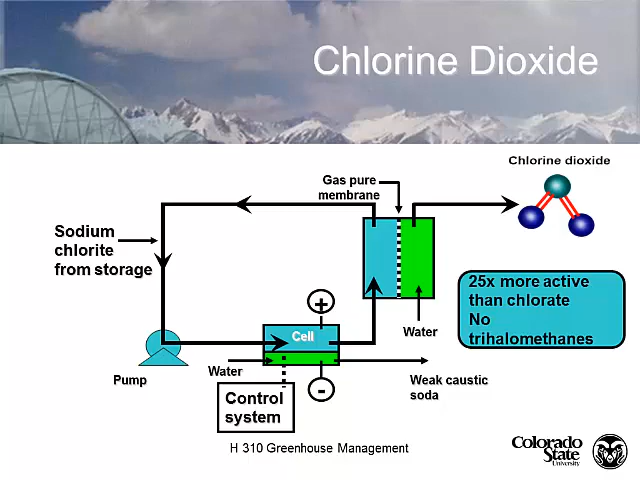 Chlorine Dioxide
Chlorine dioxide
Gas pure
membrane
Sodium
chlorite
from storage
25x more active
than chlorate
No
trihalomethanes
+
Cell
Water
Water
Pump
Weak caustic
soda
-
Control
system
H 310 Greenhouse Management
Colorado
State
University